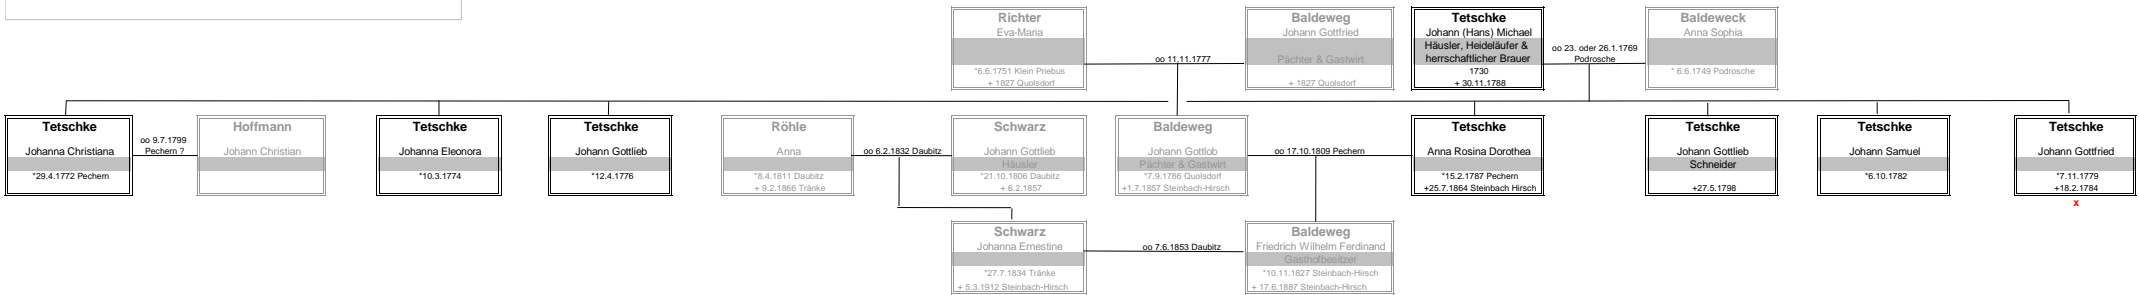 Richter
Eva-Maria
*6.6.1751 Klein Priebus
+ 1827 Quolsdorf
oo 11.11.1777
Baldeweg
Johann Gottfried
Pächter & Gastwirt
+ 1827 Quolsdorf
Tetschke
Johann (Hans) Michael
Häusler, Heideläufer &
herrschaftlicher Brauer
1730
+ 30.11.1788
oo 23. oder 26.1.1769
Podrosche
Baldeweck
Anna Sophia
* 6.6.1749 Podrosche
Tetschke
Johanna Christiana
*29.4.1772 Pechern
oo 9.7.1799
Pechern ?
Hoffmann
Johann Christian
Tetschke
Johanna Eleonora
*10.3.1774
Tetschke
Johann Gottlieb
*12.4.1776
Röhle
Anna
*8.4.1811 Daubitz
+ 9.2.1866 Tränke
oo 6.2.1832 Daubitz
Schwarz
Johann Gottlieb
Häusler
*21.10.1806 Daubitz
+ 6.2.1857
Baldeweg
Johann Gottlob
Pächter & Gastwirt
*7.9.1786 Quolsdorf
+1.7.1857 Steinbach-Hirsch
oo 17.10.1809 Pechern
Tetschke
Anna Rosina Dorothea
*15.2.1787 Pechern
+25.7.1864 Steinbach Hirsch
Tetschke
Johann Gottlieb
Schneider
+27.5.1798
Tetschke
Johann Samuel
*6.10.1782
Tetschke
Johann Gottfried
*7.11.1779
+18.2.1784
x
Schwarz
Johanna Ernestine
*27.7.1834 Tränke
+ 5.3.1912 Steinbach-Hirsch
oo 7.6.1853 Daubitz
Baldeweg
Friedrich Wilhelm Ferdinand
Gasthofbesitzer
*10.11.1827 Steinbach-Hirsch
+ 17.6.1887 Steinbach-Hirsch